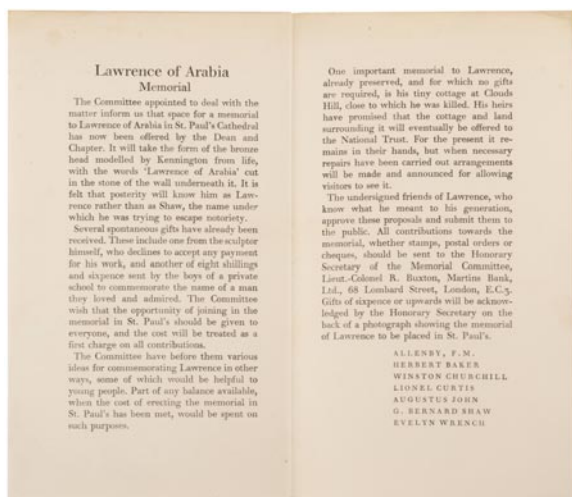 Lawrence of Arabia
Memorial
The Committee appointed to deal with the
matter inform us that space for a memorial
to Lawrence of Arabia in St. Paul's Cathedral
has now been offered by the Dean and
Chapter. It will take the form of the bronze
head modelled by Kennington from life,
with the words 'Lawrence of Arabia' cut
in the stone of the wall underneath it. It is
felt that posterity will know him as Law-
rence rather than as Shaw, the name under
which he was trying to escape notoriety.
Several spontaneous gifts have already been
received. These include one from the sculptor
himself, who declines to accept any payment
for his work, and another of eight shillings
and sixpence sent by the boys of a private
school to commemorate the name of a man
they loved and admired. The Committee
wish that the opportunity of joining in the
memorial in St. Paul's should be given to
everyone, and the cost will be treated as a
first charge on all contributions.
The Committee have before them various
ideas for commemorating Lawrence in other
ways, some of which would be helpful to
young people. Part of any balance available,
when the cost of erecting the memorial in
St. Paul's has been met, would be spent on
such purposes.
One important memorial to Lawrence,
already preserved, and for which no gifts
are required, is his tiny cottage at Clouds
Hill, close to which he was killed. His heirs
have promised that the cottage and land
surrounding it will eventually be offered to
the National Trust. For the present it re-
mains in their hands, but when necessary
repairs have been carried out arrangements
will be made and announced for allowing
visitors to see it.
The undersigned friends of Lawrence, who
know what he meant to his generation,
approve these proposals and submit them to
the public. All contributions towards the
memorial, whether stamps, postal orders or
cheques, should be sent to the Honorary
Secretary of the Memorial Committee,
Lieut.-Colonel R. Buxton, Martins Bank,
Ltd., 68 Lombard Street, London, E.C.3.
Gifts of sixpence or upwards will be acknow-
ledged by the Honorary Secretary on the
back of a photograph showing the memorial
of Lawrence to be placed in St. Paul's.
ALLENBY, F.M.
HERBERT BAKER
WINSTON CHURCHILL
LIONEL CURTIS
AUGUSTUS JOHN
G. BERNARD SHAW
EVELYN WRENCH